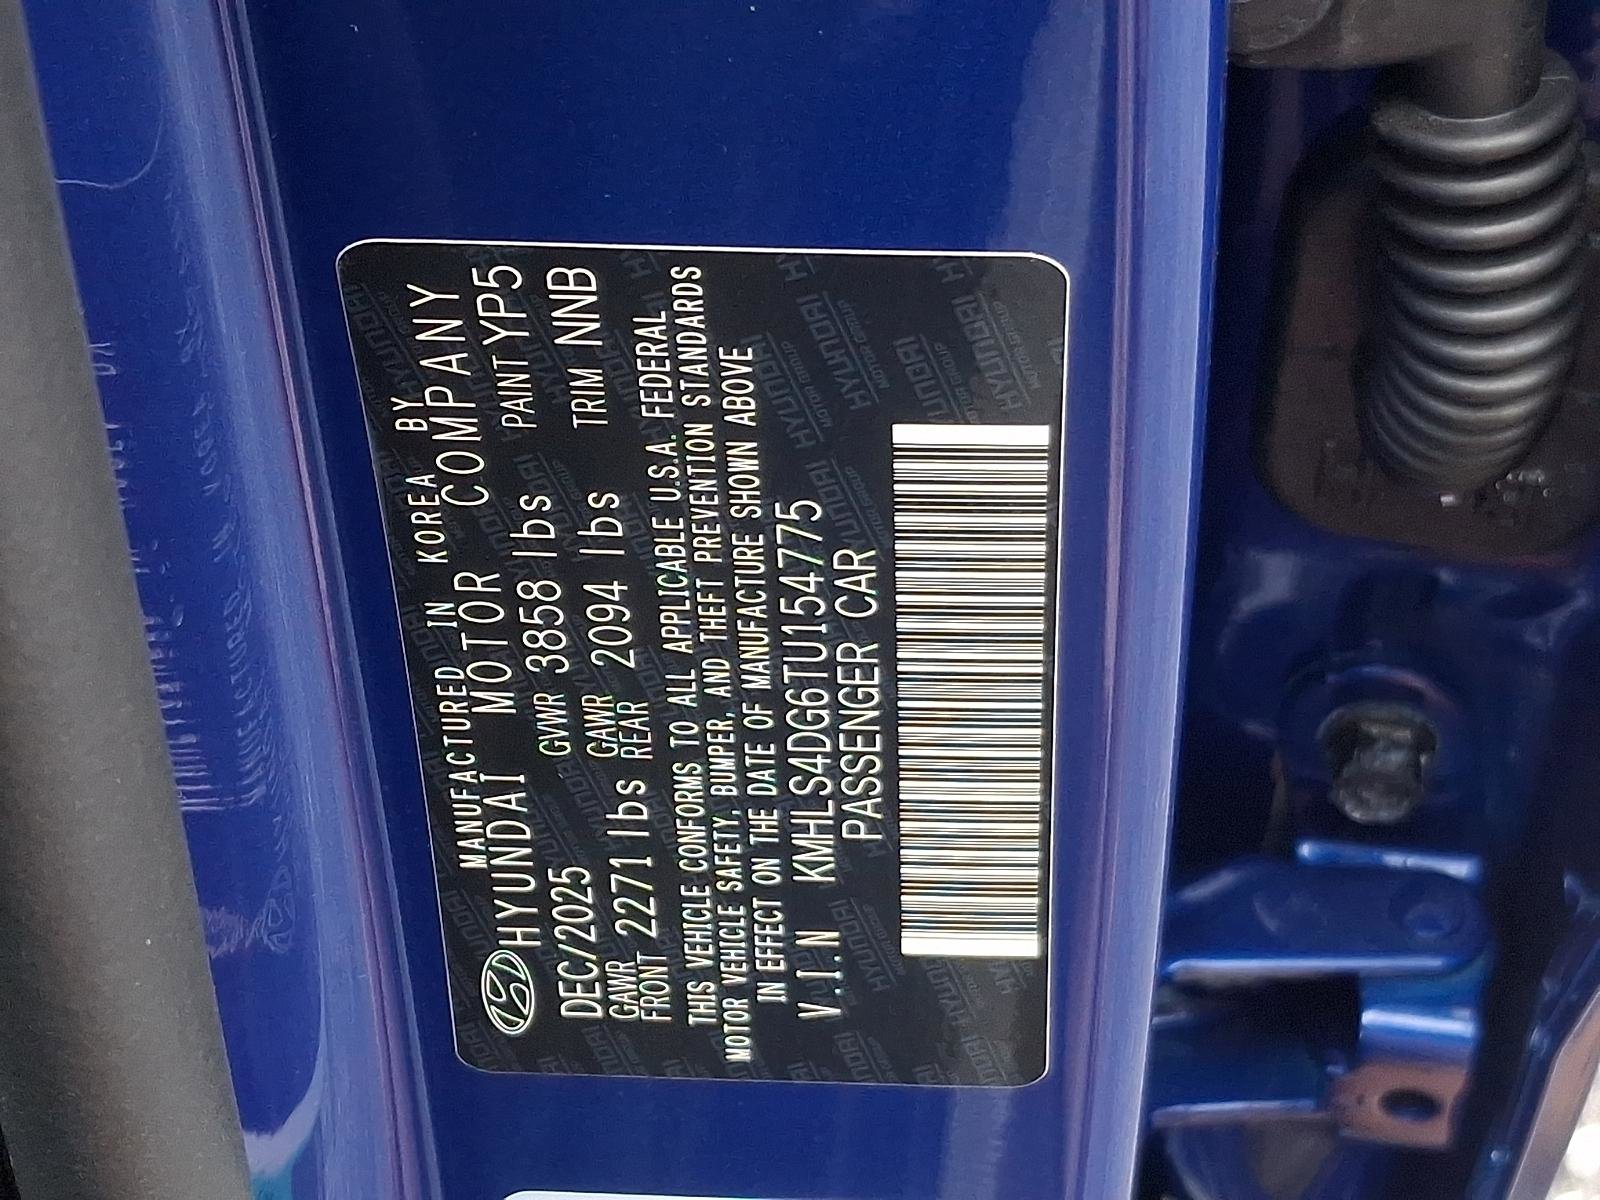 MANUFACTURED IN KOREA BY
HYUNDAI MOTOR COMPANY
DEC/2025 GVWR 3858 lbs PAINT YP5
GAWR FRONT 2271 lbs GAWR REAR 2094 lbs TRIM NNB
THIS VEHICLE CONFORMS TO ALL APPLICABLE U.S.A. FEDERAL
MOTOR VEHICLE SAFETY, BUMPER, AND THEFT PREVENTION STANDARDS
IN EFFECT ON THE DATE OF MANUFACTURE SHOWN ABOVE
V.I.N KMHLS4DG6TU154775
PASSENGER CAR